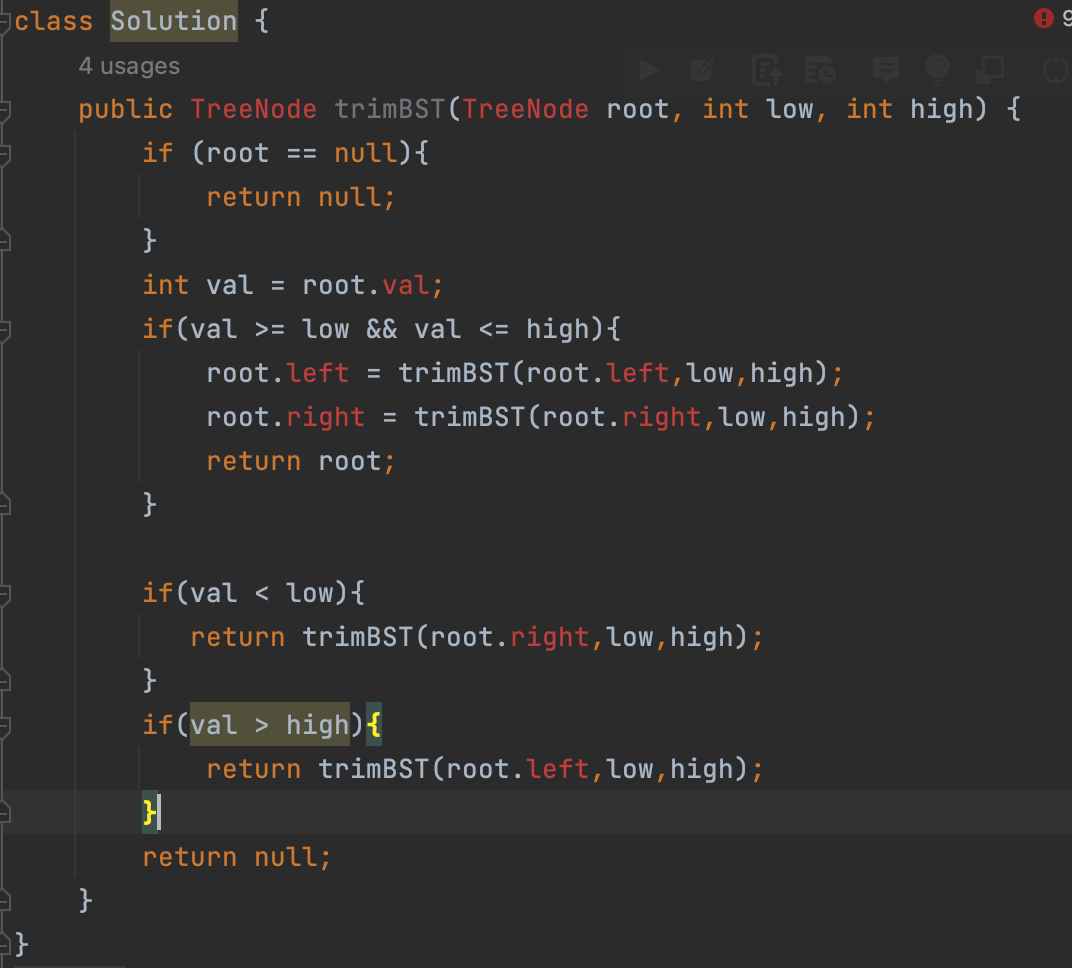 class Solution {
9
4 usages
public TreeNode trimBST(TreeNode root, int low, int high) {
if (root == null){
return null;
}
int val = root.val;
if(val >= low && val <= high){
root.left = trimBST(root.left,low,high);
root.right = trimBST(root.right,low,high);
return root;
}
if(val < low){
return trimBST(root.right,low,high);
}
if(val > high){
return trimBST(root.left,low,high);
}
return null;
}
}